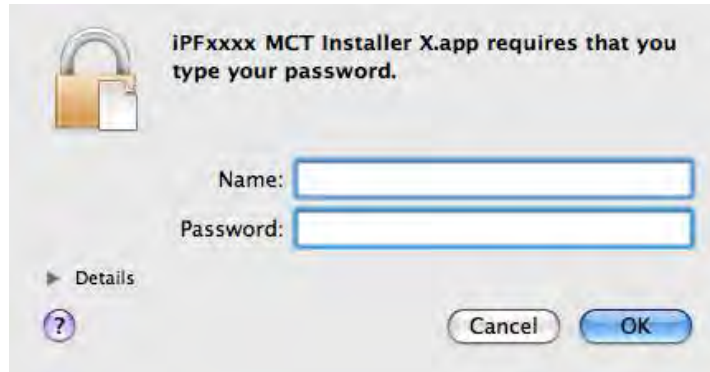 iPFxxxx MCT Installer X.app requires that you
type your password.
Name:
Password:
Details
?
Cancel
OK